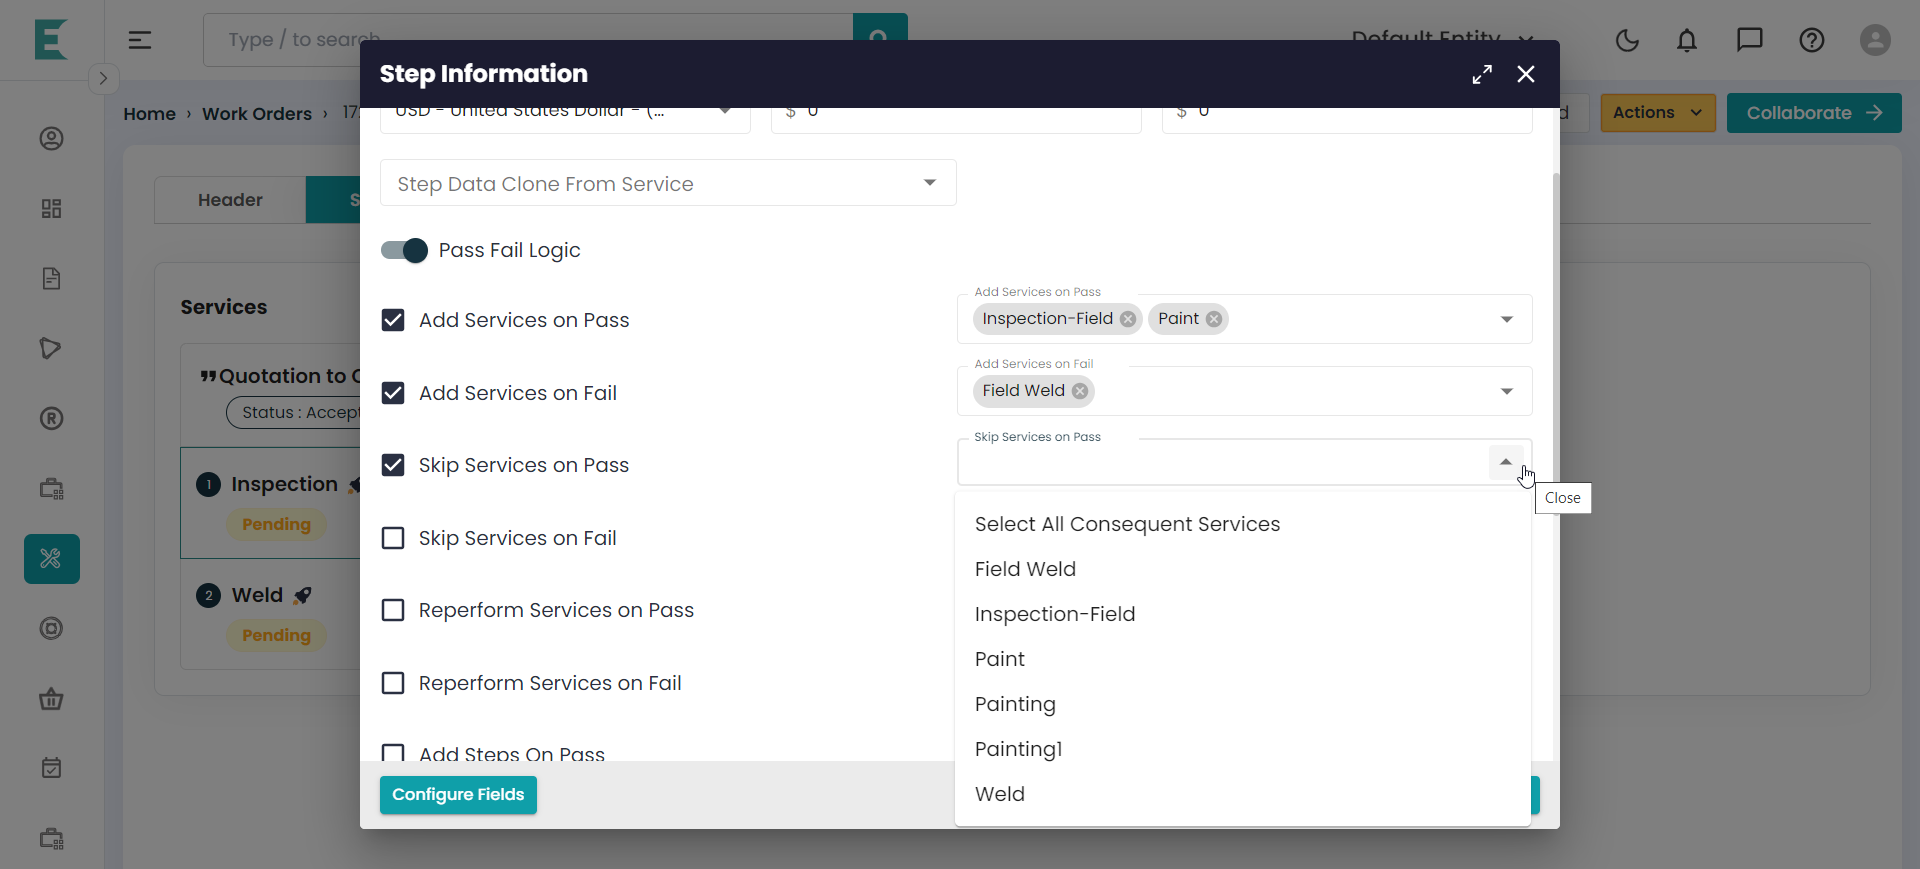 Type / to search
Default Entity
Step Information
Home › Work Orders › 17.
Actions
Collaborate
USD - United States Dollar - (...
$ 0
$ 0
Header
S
Step Data Clone From Service
Pass Fail Logic
Services
Add Services on Pass
Add Services on Pass
Inspection-Field
Paint
Quotation to
Status : Accept
Add Services on Fail
Add Services on Fail
Field Weld
Skip Services on Pass
Skip Services on Pass
1 Inspection
Pending
Close
Skip Services on Fail
Select All Consequent Services
Field Weld
Inspection-Field
Paint
Painting
Painting1
Weld
2 Weld
Pending
Reperform Services on Pass
Reperform Services on Fail
Add Steps On Pass
Configure Fields